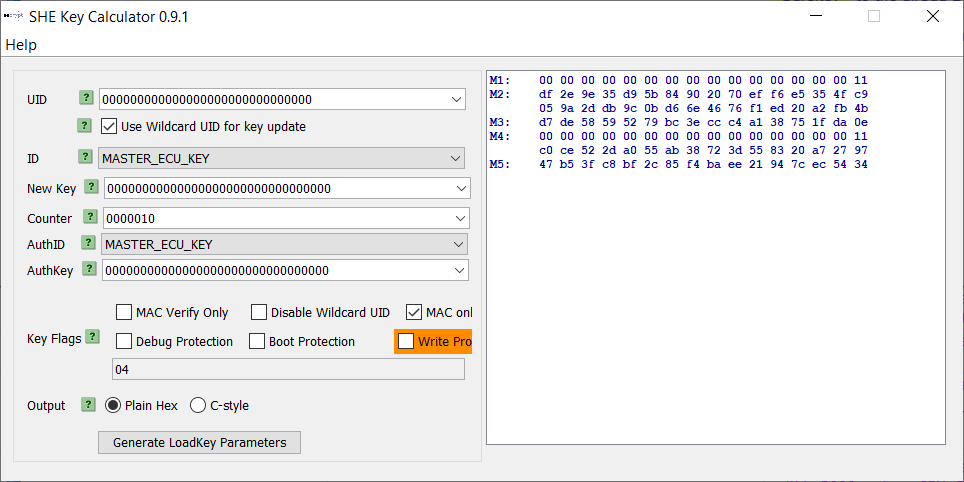 SHE Key Calculator 0.9.1
Help
UID ? 000000000000000000000000000000
? Use Wildcard UID for key update
ID ? MASTER_ECU_KEY
New Key ? 00000000000000000000000000000000
Counter ? 0000010
AuthID ? MASTER_ECU_KEY
AuthKey ? 00000000000000000000000000000000
MAC Verify Only Disable Wildcard UID MAC onl
Key Flags ? Debug Protection Boot Protection Write Pro
04
Output ? Plain Hex C-style
Generate LoadKey Parameters
M1: 00 00 00 00 00 00 00 00 00 00 00 00 00 00 00 11
M2: df 2e 9e 35 d9 5b 84 90 20 70 ef f6 e5 35 4f c9
05 9a 2d db 9c 0b d6 6e 46 76 f1 ed 20 a2 fb 4b
M3: d7 de 58 59 52 79 bc 3e cc c4 a1 38 75 1f da 0e
M4: 00 00 00 00 00 00 00 00 00 00 00 00 00 00 00 11
c0 ce 52 2d a0 55 ab 38 72 3d 55 83 20 a7 27 97
M5: 47 b5 3f c8 bf 2c 85 f4 ba ee 21 94 7c ec 54 34